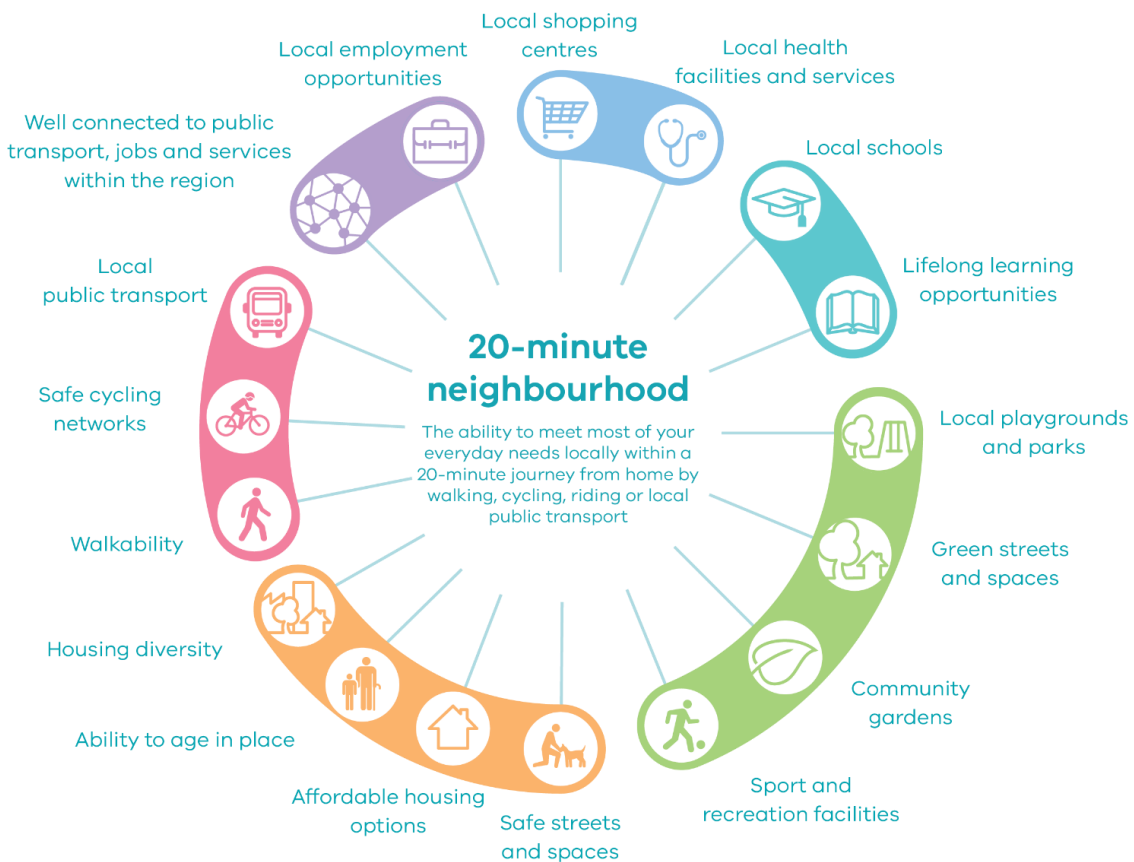 Local shopping
centres
Local health
facilities and services
Local schools
Lifelong learning
opportunities
Local playgrounds
and parks
Green streets
and spaces
Community
gardens
Sport and
recreation facilities
Safe streets
and spaces
Affordable housing
options
Ability to age in place
Housing diversity
Walkability
Safe cycling
networks
Local
public transport
Well connected to public
transport, jobs and services
within the region
Local employment
opportunities
20-minute
neighbourhood
The ability to meet most of your
everyday needs locally within a
20-minute journey from home by
walking, cycling, riding or local
public transport